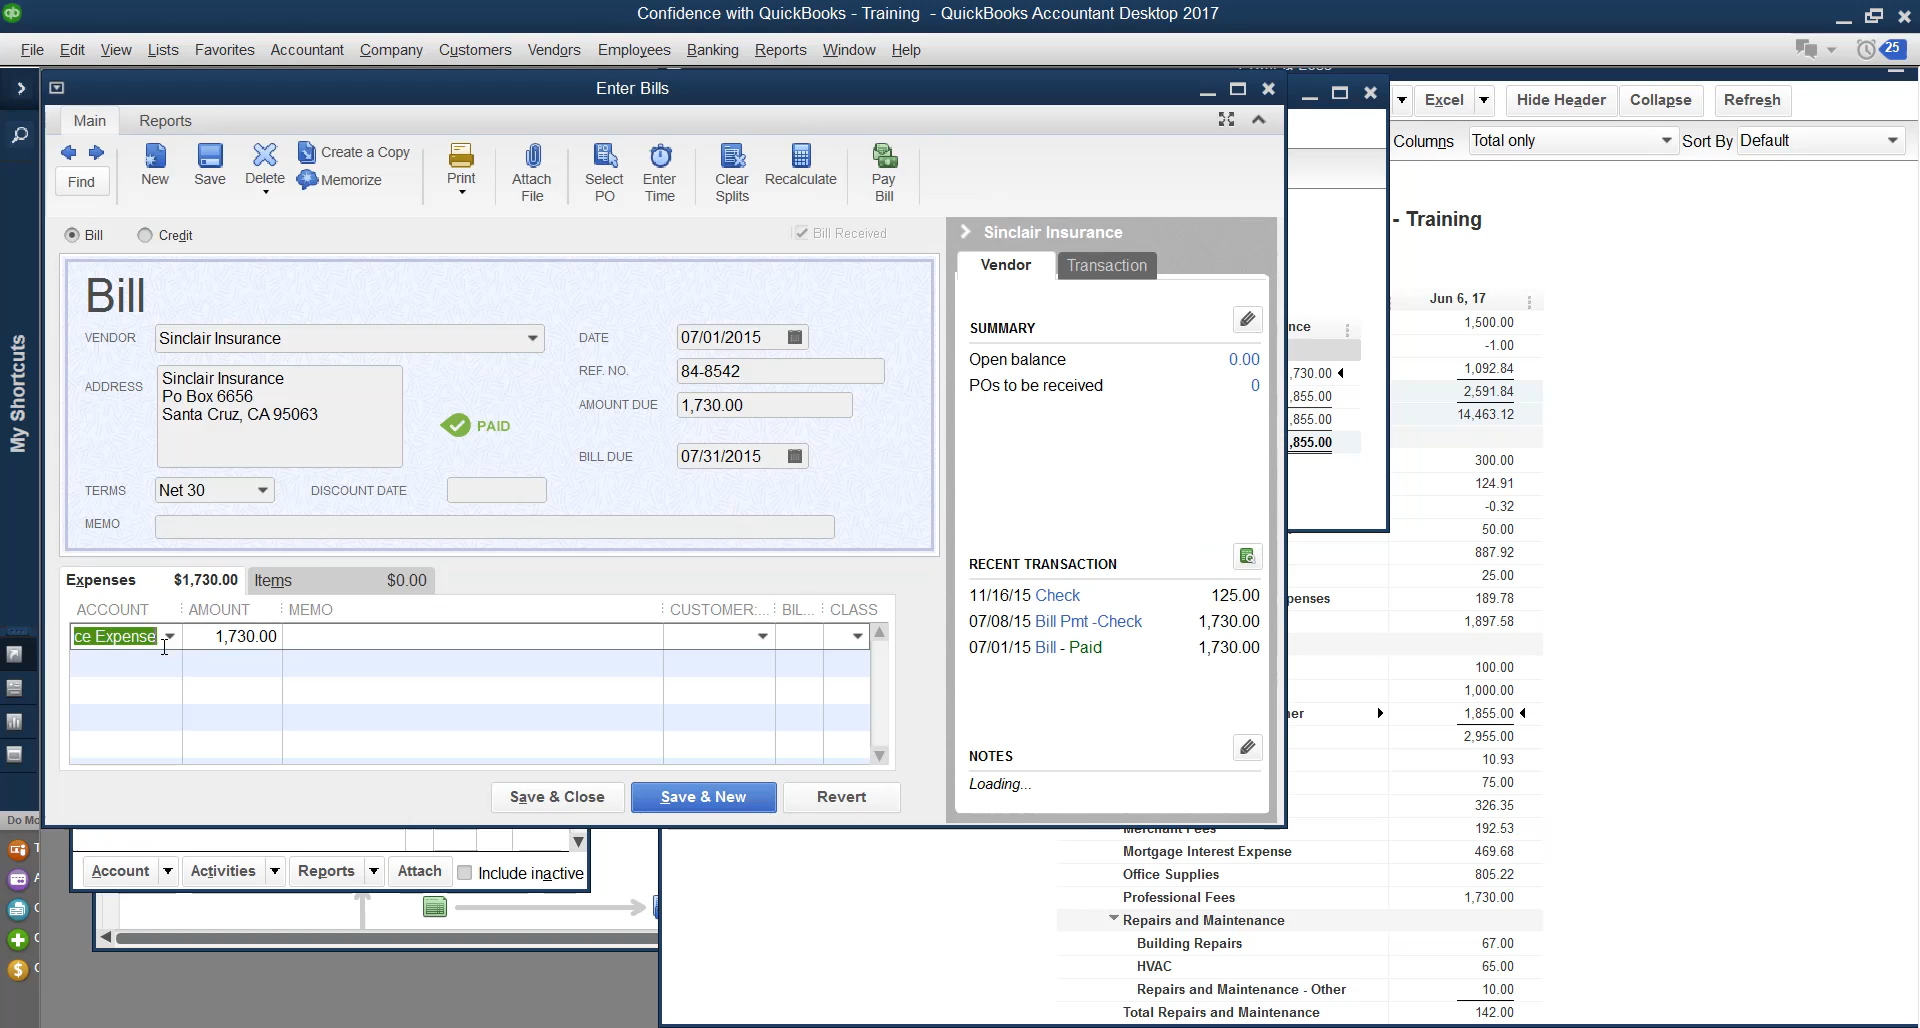 Confidence with QuickBooks - Training - QuickBooks Accountant Desktop 2017
File Edit View Lists Favorites Accountant Company Customers Vendors Employees Banking Reports Window Help
25
Enter Bills
Main Reports
Find
New
Save
Delete
Create a Copy
Memorize
Print
Attach File
Select PO
Enter Time
Clear Splits
Recalculate
Pay Bill
Bill
Credit
Bill Received
Bill
VENDOR Sinclair Insurance
DATE 07/01/2015
REF. NO. 84-8542
ADDRESS
Sinclair Insurance
Po Box 6656
Santa Cruz, CA 95063
AMOUNT DUE 1,730.00
PAID
BILL DUE 07/31/2015
TERMS Net 30 DISCOUNT DATE
MEMO
Expenses $1,730.00 Items $0.00
ACCOUNT AMOUNT MEMO CUSTOMER:... BIL... CLASS
ce Expense 1,730.00
Save & Close Save & New Revert
Sinclair Insurance
Vendor Transaction
SUMMARY
Open balance 0.00
POs to be received 0
RECENT TRANSACTION
11/16/15 Check 125.00
07/08/15 Bill Pmt -Check 1,730.00
07/01/15 Bill - Paid 1,730.00
NOTES
Loading...
My Shortcuts
Do Mo
Account Activities Reports Attach Include inactive
nce
,730.00
,855.00
,855.00
,855.00
Excel Hide Header Collapse Refresh
Columns Total only Sort By Default
- Training
Jun 6, 17
1,500.00
-1.00
1,092.84
2,591.84
14,463.12
300.00
124.91
-0.32
50.00
887.92
25.00
penses 189.78
1,897.58
100.00
1,000.00
her 1,855.00
2,955.00
10.93
75.00
326.35
Merchant Fees 192.53
Mortgage Interest Expense 469.68
Office Supplies 805.22
Professional Fees 1,730.00
Repairs and Maintenance
Building Repairs 67.00
HVAC 65.00
Repairs and Maintenance - Other 10.00
Total Repairs and Maintenance 142.00